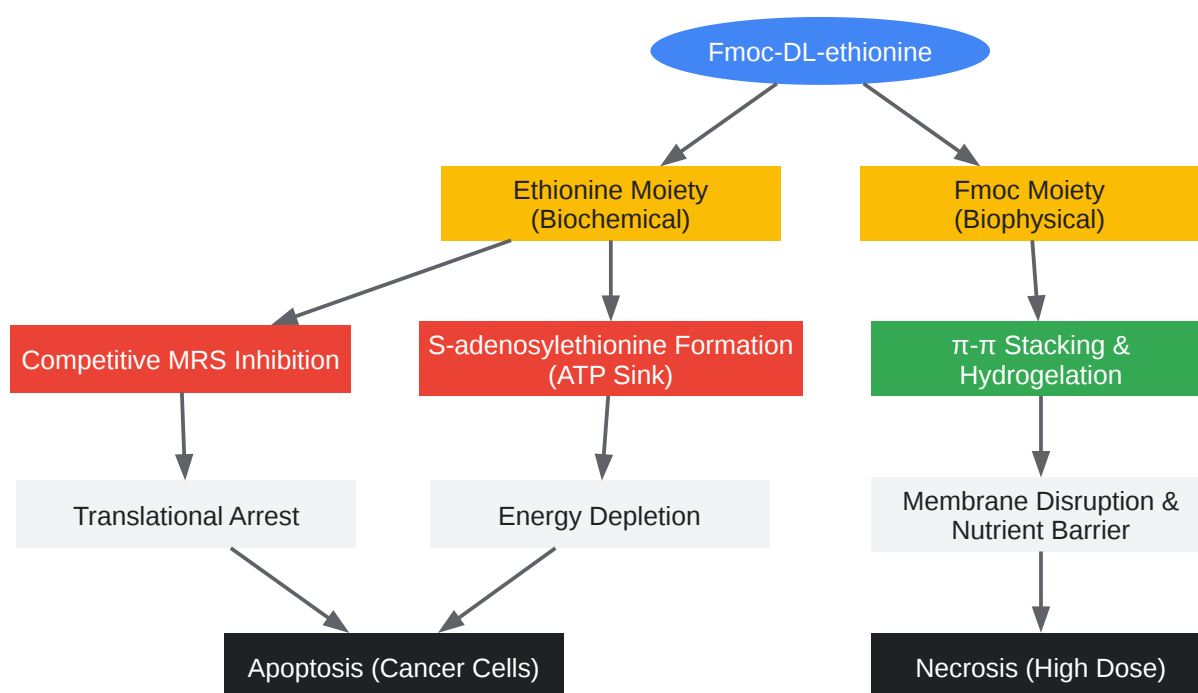 Fmoc-DL-ethionine
Ethionine Moiety
(Biochemical)
Fmoc Moiety
(Biophysical)
Competitive MRS Inhibition
S-adenosylethionine Formation
(ATP Sink)
π-π Stacking &
Hydrogelation
Translational Arrest
Energy Depletion
Membrane Disruption &
Nutrient Barrier
Apoptosis (Cancer Cells)
Necrosis (High Dose)